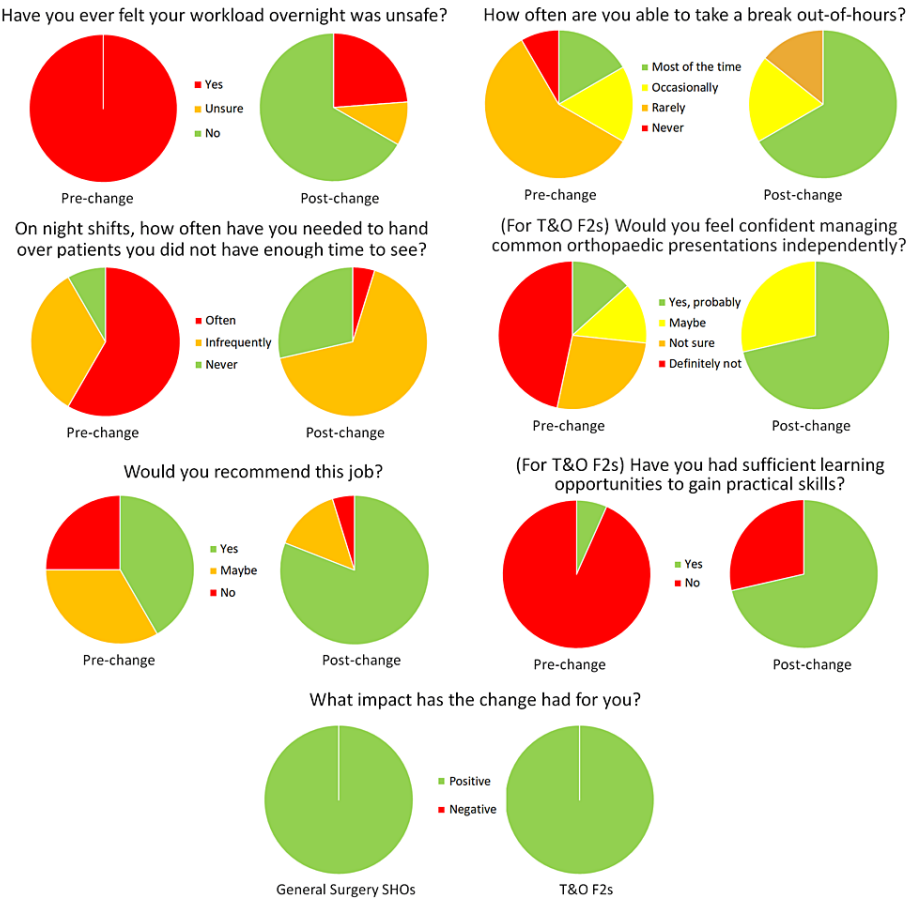 Have you ever felt your workload overnight was unsafe?
Yes
Unsure
No
Pre-change
Post-change
How often are you able to take a break out-of-hours?
Most of the time
Occasionally
Rarely
Never
Pre-change
Post-change
On night shifts, how often have you needed to hand
over patients you did not have enough time to see?
Often
Infrequently
Never
Pre-change
Post-change
(For T&O F2s) Would you feel confident managing
common orthopaedic presentations independently?
Yes, probably
Maybe
Not sure
Definitely not
Pre-change
Post-change
Would you recommend this job?
Yes
Maybe
No
Pre-change
Post-change
(For T&O F2s) Have you had sufficient learning
opportunities to gain practical skills?
Yes
No
Pre-change
Post-change
What impact has the change had for you?
Positive
Negative
General Surgery SHOs
T&O F2s